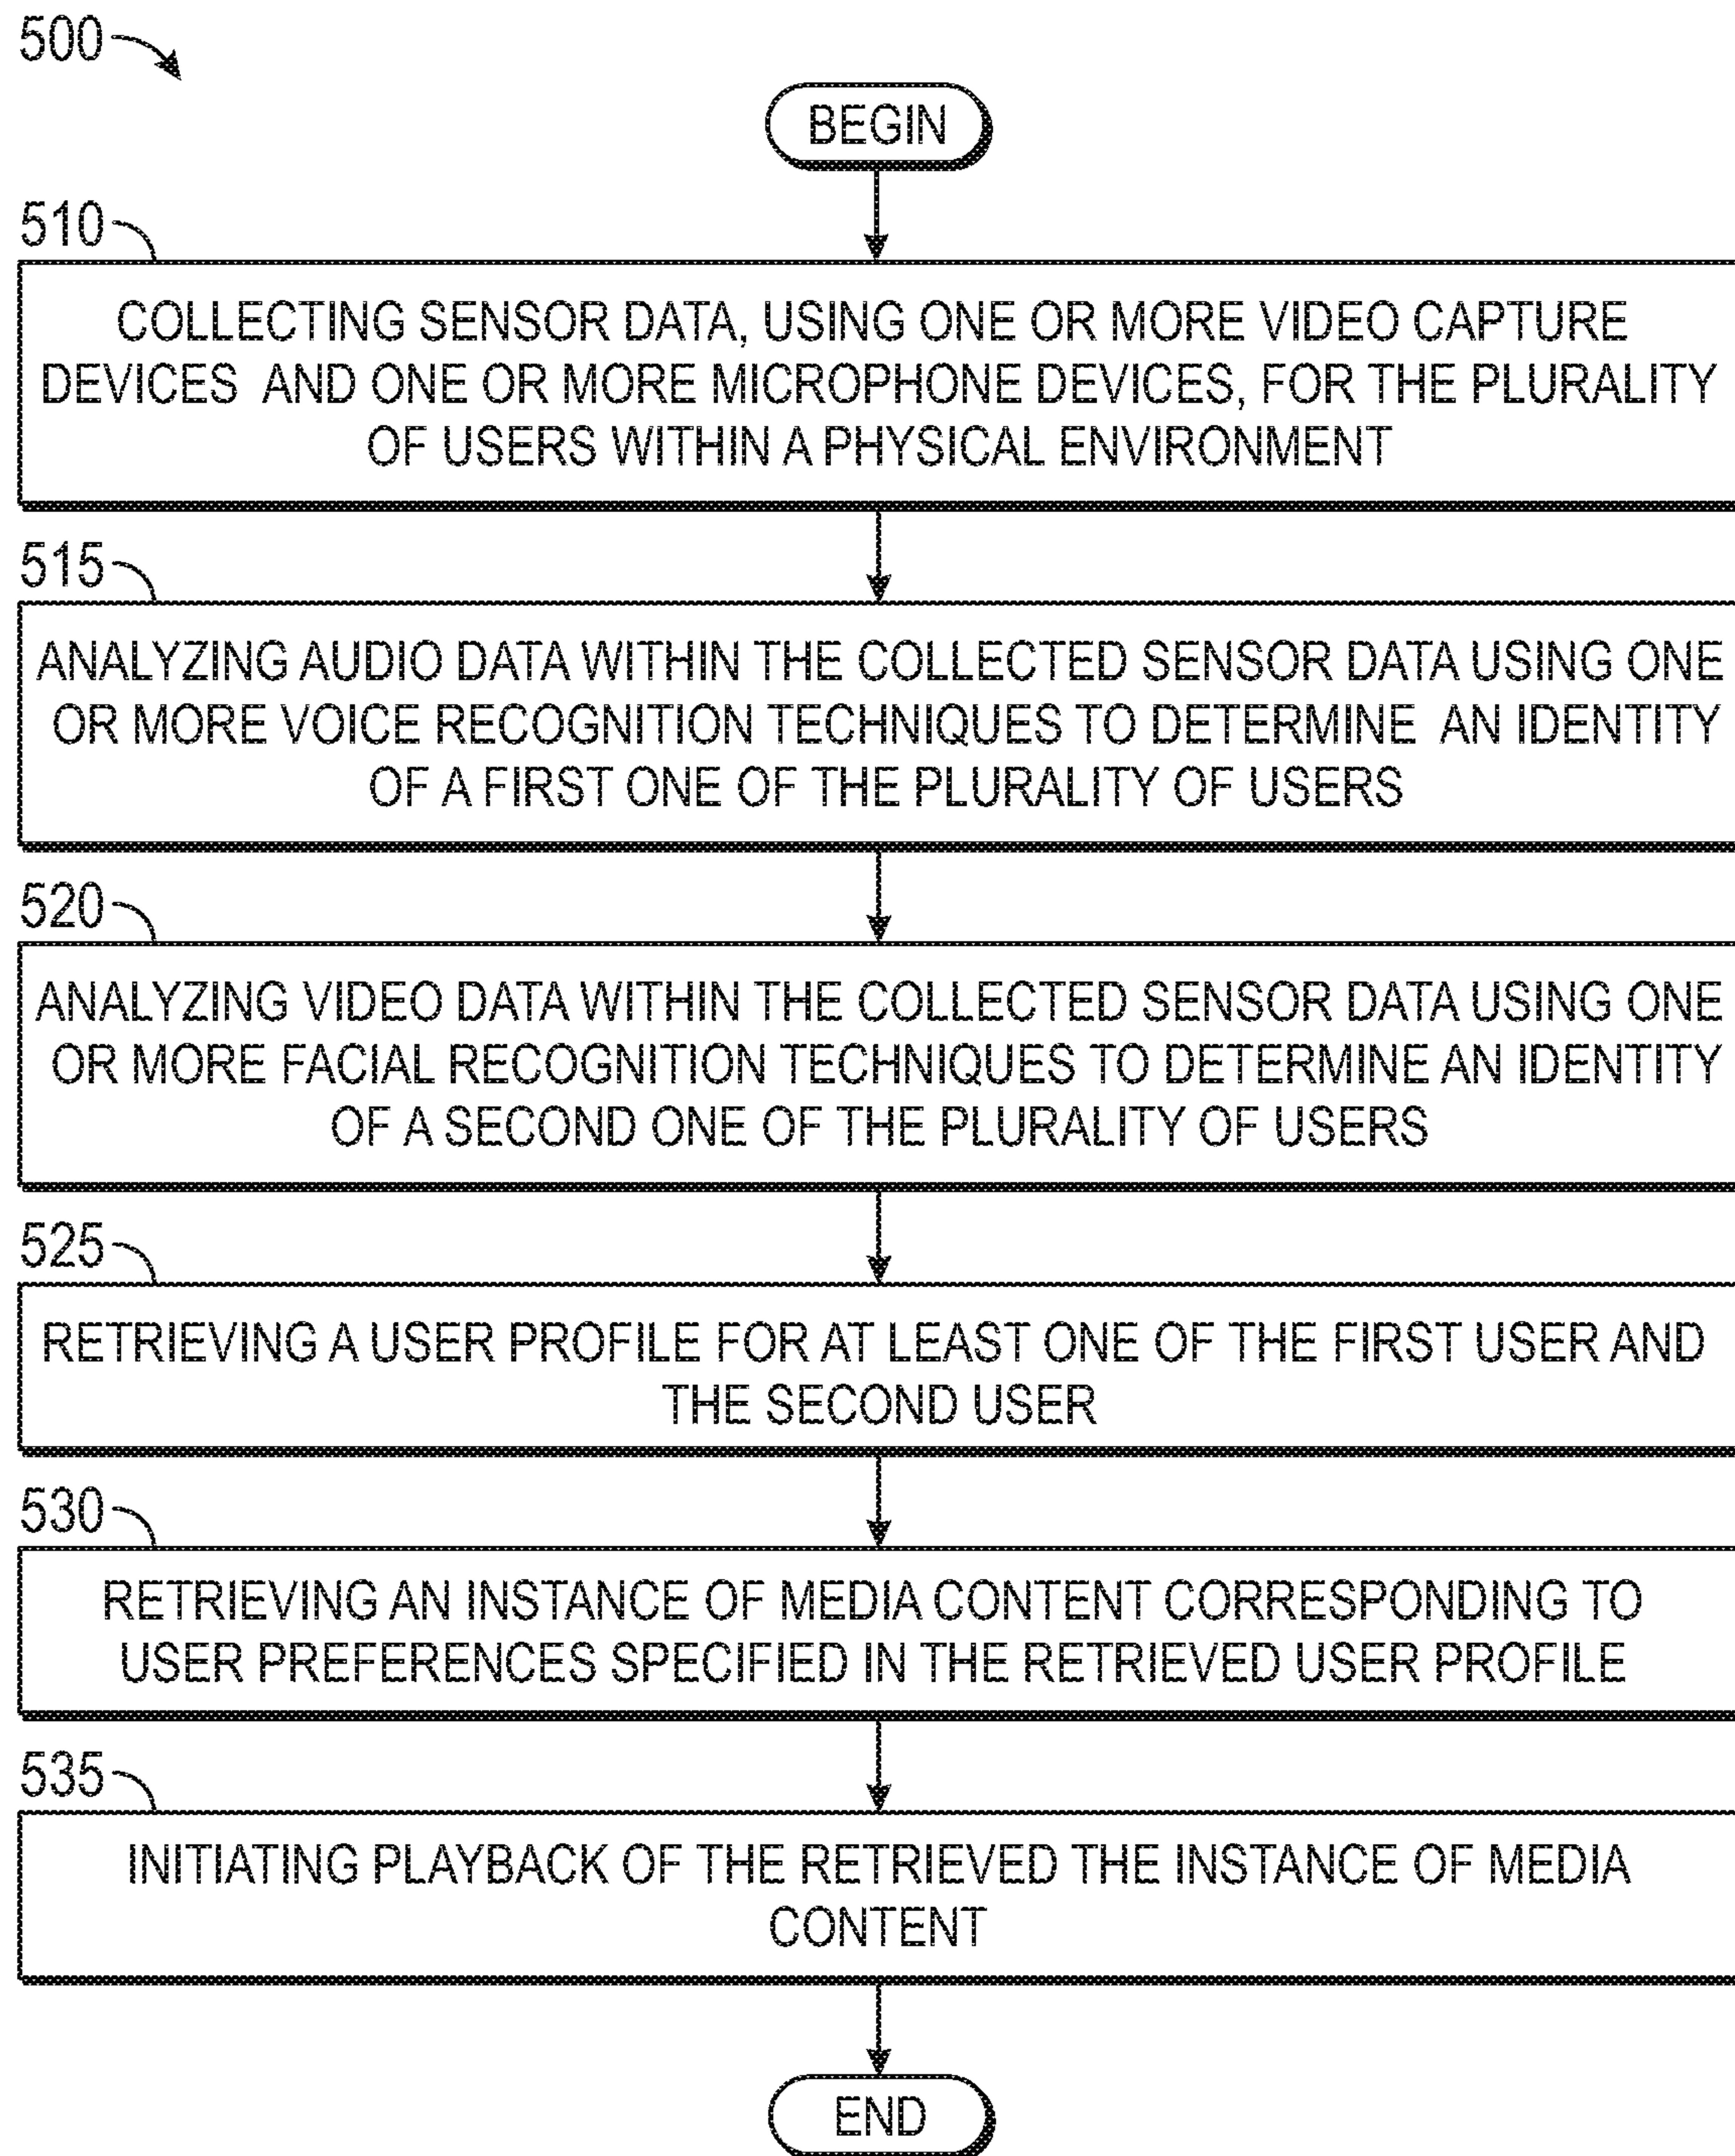 500
BEGIN
510
COLLECTING SENSOR DATA, USING ONE OR MORE VIDEO CAPTURE
DEVICES AND ONE OR MORE MICROPHONE DEVICES, FOR THE PLURALITY
OF USERS WITHIN A PHYSICAL ENVIRONMENT
515
ANALYZING AUDIO DATA WITHIN THE COLLECTED SENSOR DATA USING ONE
OR MORE VOICE RECOGNITION TECHNIQUES TO DETERMINE AN IDENTITY
OF A FIRST ONE OF THE PLURALITY OF USERS
520
ANALYZING VIDEO DATA WITHIN THE COLLECTED SENSOR DATA USING ONE
OR MORE FACIAL RECOGNITION TECHNIQUES TO DETERMINE AN IDENTITY
OF A SECOND ONE OF THE PLURALITY OF USERS
525
RETRIEVING A USER PROFILE FOR AT LEAST ONE OF THE FIRST USER AND
THE SECOND USER
530
RETRIEVING AN INSTANCE OF MEDIA CONTENT CORRESPONDING TO
USER PREFERENCES SPECIFIED IN THE RETRIEVED USER PROFILE
535
INITIATING PLAYBACK OF THE RETRIEVED THE INSTANCE OF MEDIA
CONTENT
END